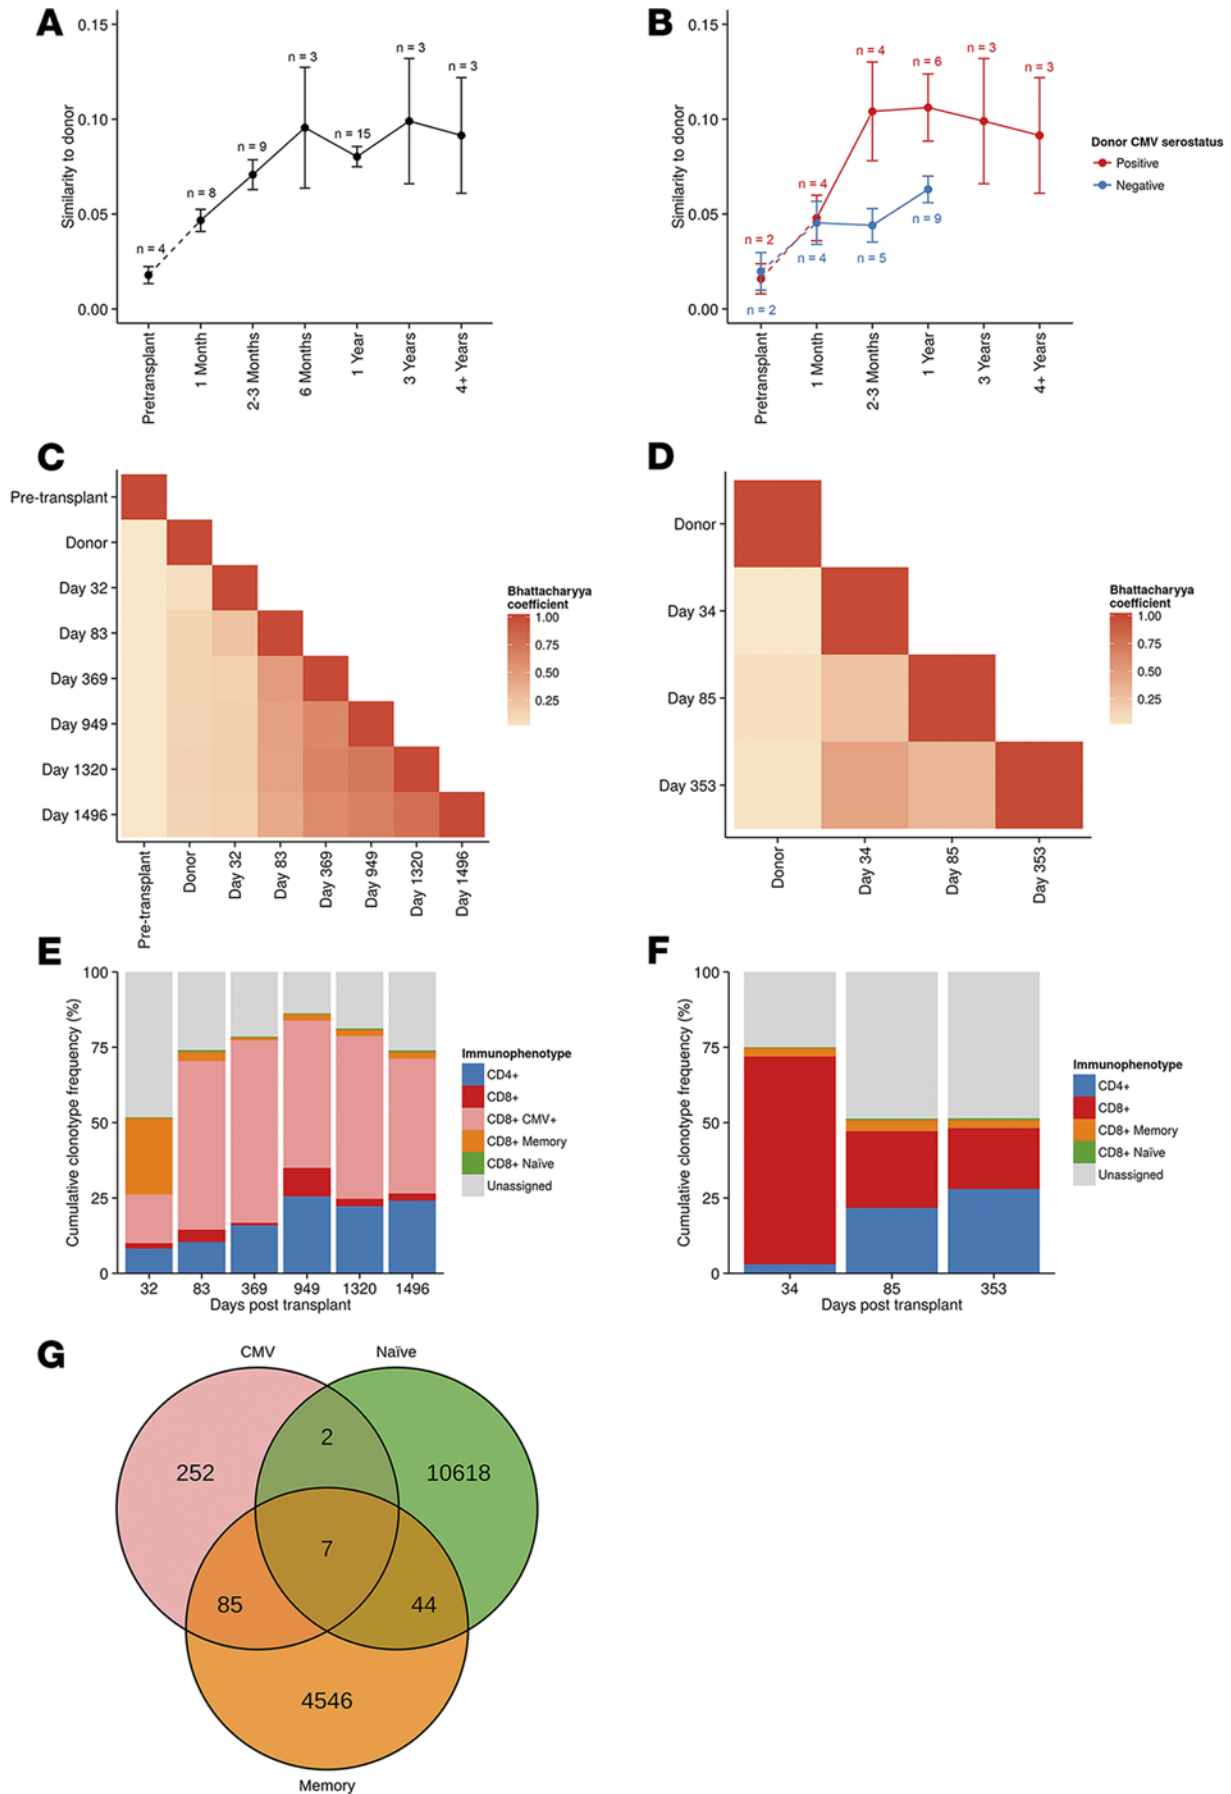 A
0.15
0.10
0.05
0.00
Similarity to donor
n = 4
n = 8
n = 9
n = 3
n = 15
n = 3
n = 3
Pretransplant
1 Month
2-3 Months
6 Months
1 Year
3 Years
4+ Years
B
0.15
0.10
0.05
0.00
Similarity to donor
n = 2
n = 4
n = 4
n = 6
n = 3
n = 3
n = 2
n = 4
n = 5
n = 9
Pretransplant
1 Month
2-3 Months
1 Year
3 Years
4+ Years
Donor CMV serostatus
Positive
Negative
C
Pre-transplant
Donor
Day 32
Day 83
Day 369
Day 949
Day 1320
Day 1496
Pre-transplant
Donor
Day 32
Day 83
Day 369
Day 949
Day 1320
Day 1496
Bhattacharyya
coefficient
1.00
0.75
0.50
0.25
D
Donor
Day 34
Day 85
Day 353
Donor
Day 34
Day 85
Day 353
Bhattacharyya
coefficient
1.00
0.75
0.50
0.25
E
Cumulative clonotype frequency (%)
100
75
50
25
0
32
83
369
949
1320
1496
Days post transplant
Immunophenotype
CD4+
CD8+
CD8+ CMV+
CD8+ Memory
CD8+ Naïve
Unassigned
F
Cumulative clonotype frequency (%)
100
75
50
25
0
34
85
353
Days post transplant
Immunophenotype
CD4+
CD8+
CD8+ Memory
CD8+ Naïve
Unassigned
G
CMV
Naïve
2
252
10618
7
85
44
4546
Memory